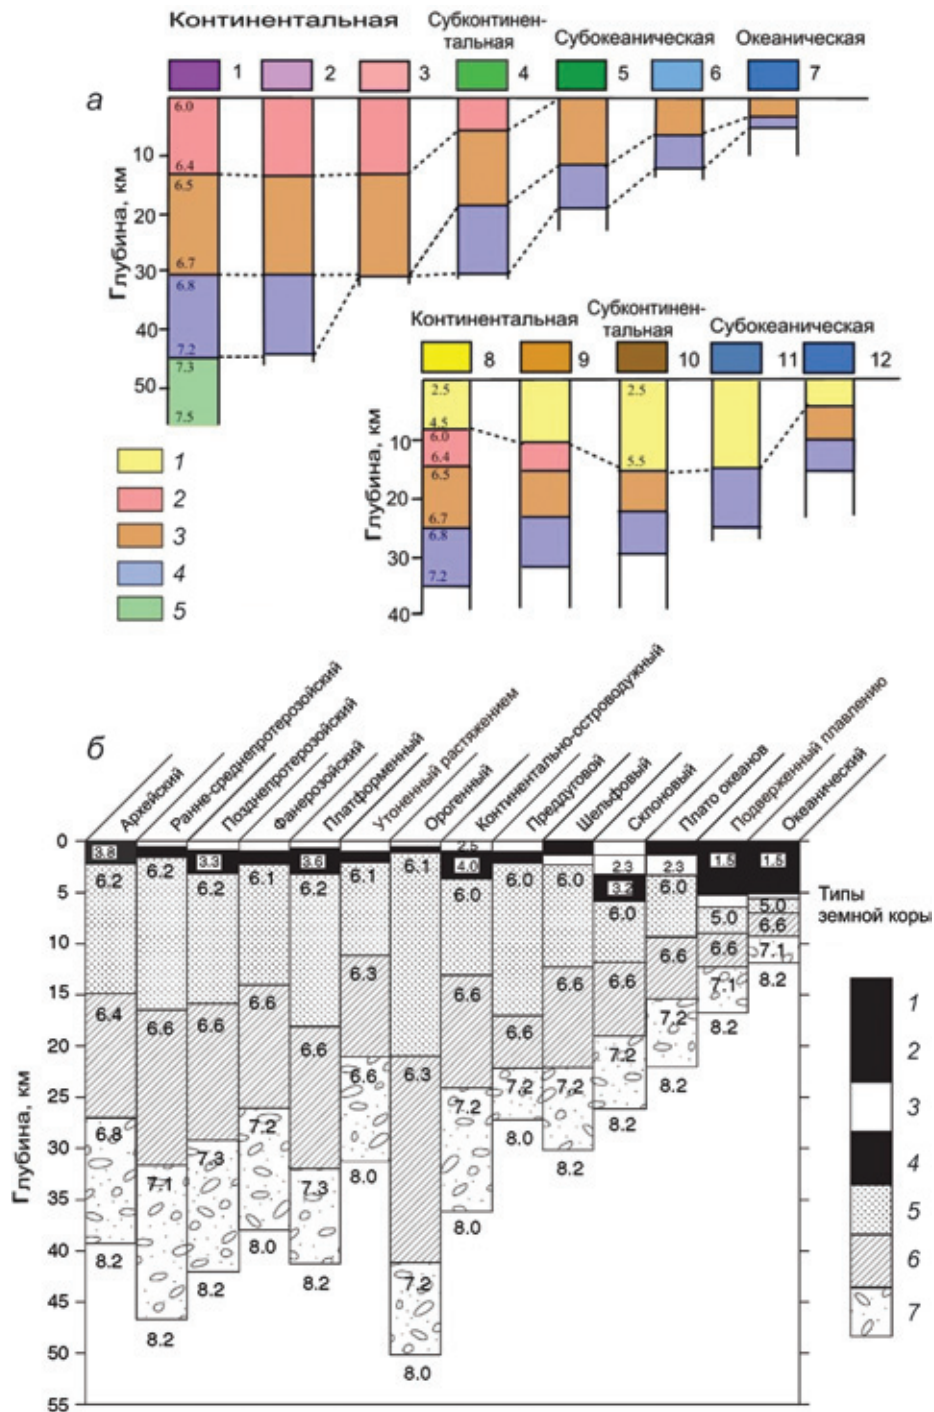 Континентальная
Субконтинен-
тальная
Субокеаническая
Океаническая
1 2 3 4 5 6 7
а
6.0
6.4
6.5
6.7
6.8
7.2
7.3
7.5
10
20
30
40
50
Глубина, км
Континентальная
Субконтинен-
тальная
Субокеаническая
8 9 10 11 12
2.5
4.5
6.0
6.4
6.5
6.7
6.8
7.2
2.5
5.5
10
20
30
40
Глубина, км
1
2
3
4
5
б
Архейский
Ранне-среднепротерозойский
Позднепротерозойский
Фанерозойский
Платформенный
Утоненный растяжением
Орогенный
Континентально-островодужный
Преддуговой
Шельфовый
Склоновый
Плато океанов
Подверженный плавлению
Океанический
0
5
10
15
20
25
30
35
40
45
50
55
Глубина, км
3.8 6.2 6.4 6.8 8.2
6.2 6.6 7.1 8.2
3.3 6.2 6.6 7.3 8.2
6.1 6.6 7.2 8.0
3.6 6.2 6.6 7.3 8.2
6.1 6.3 6.6 8.0
6.1 6.3 7.2 8.0
2.5 4.0 6.0 6.6 7.2 8.0
6.0 6.6 7.2 8.0
6.0 6.6 7.2 8.2
2.3 3.2 6.0 6.6 7.2 8.2
2.3 6.0 6.6 7.2 8.2
1.5 5.0 6.6 7.1 8.2
1.5 5.0 6.6 7.1 8.2
Типы
земной коры
1
2
3
4
5
6
7